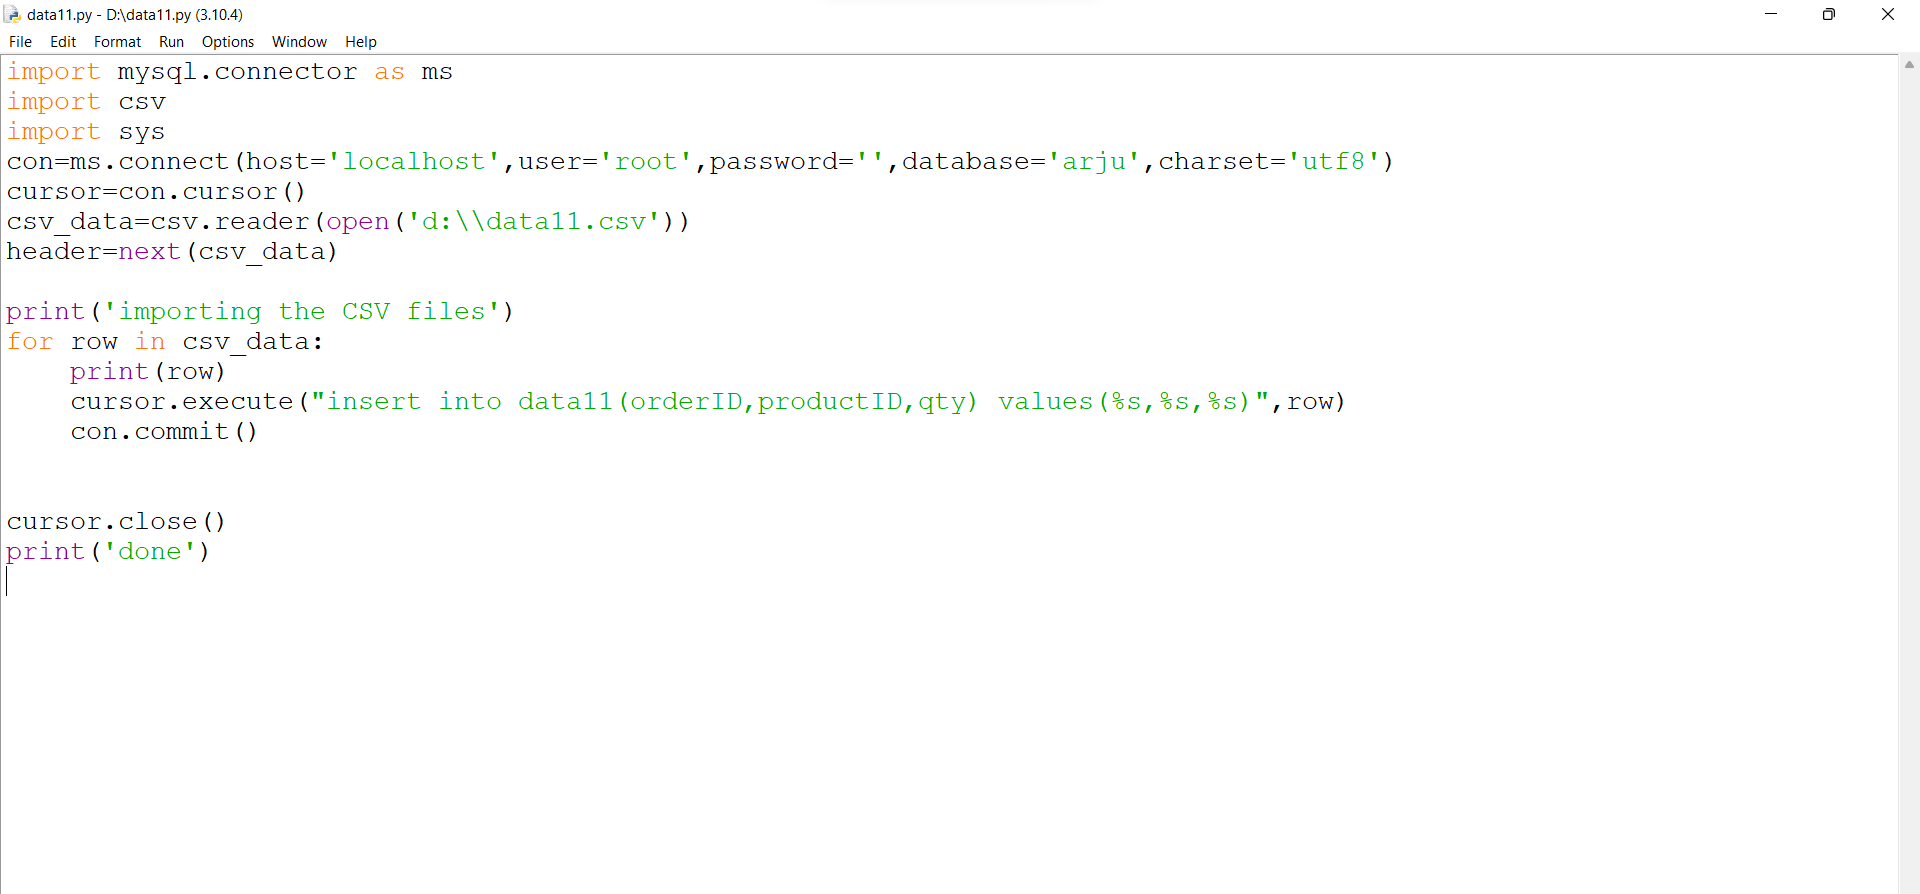 data11.py - D:\data11.py (3.10.4)
File Edit Format Run Options Window Help
import mysql.connector as ms
import csv
import sys
con=ms.connect(host='localhost',user='root',password='',database='arju',charset='utf8')
cursor=con.cursor()
csv_data=csv.reader(open('d:\\data11.csv'))
header=next(csv_data)
print('importing the CSV files')
for row in csv_data:
    print(row)
    cursor.execute("insert into data11(orderID,productID,qty) values(%s,%s,%s)",row)
    con.commit()
cursor.close()
print('done')